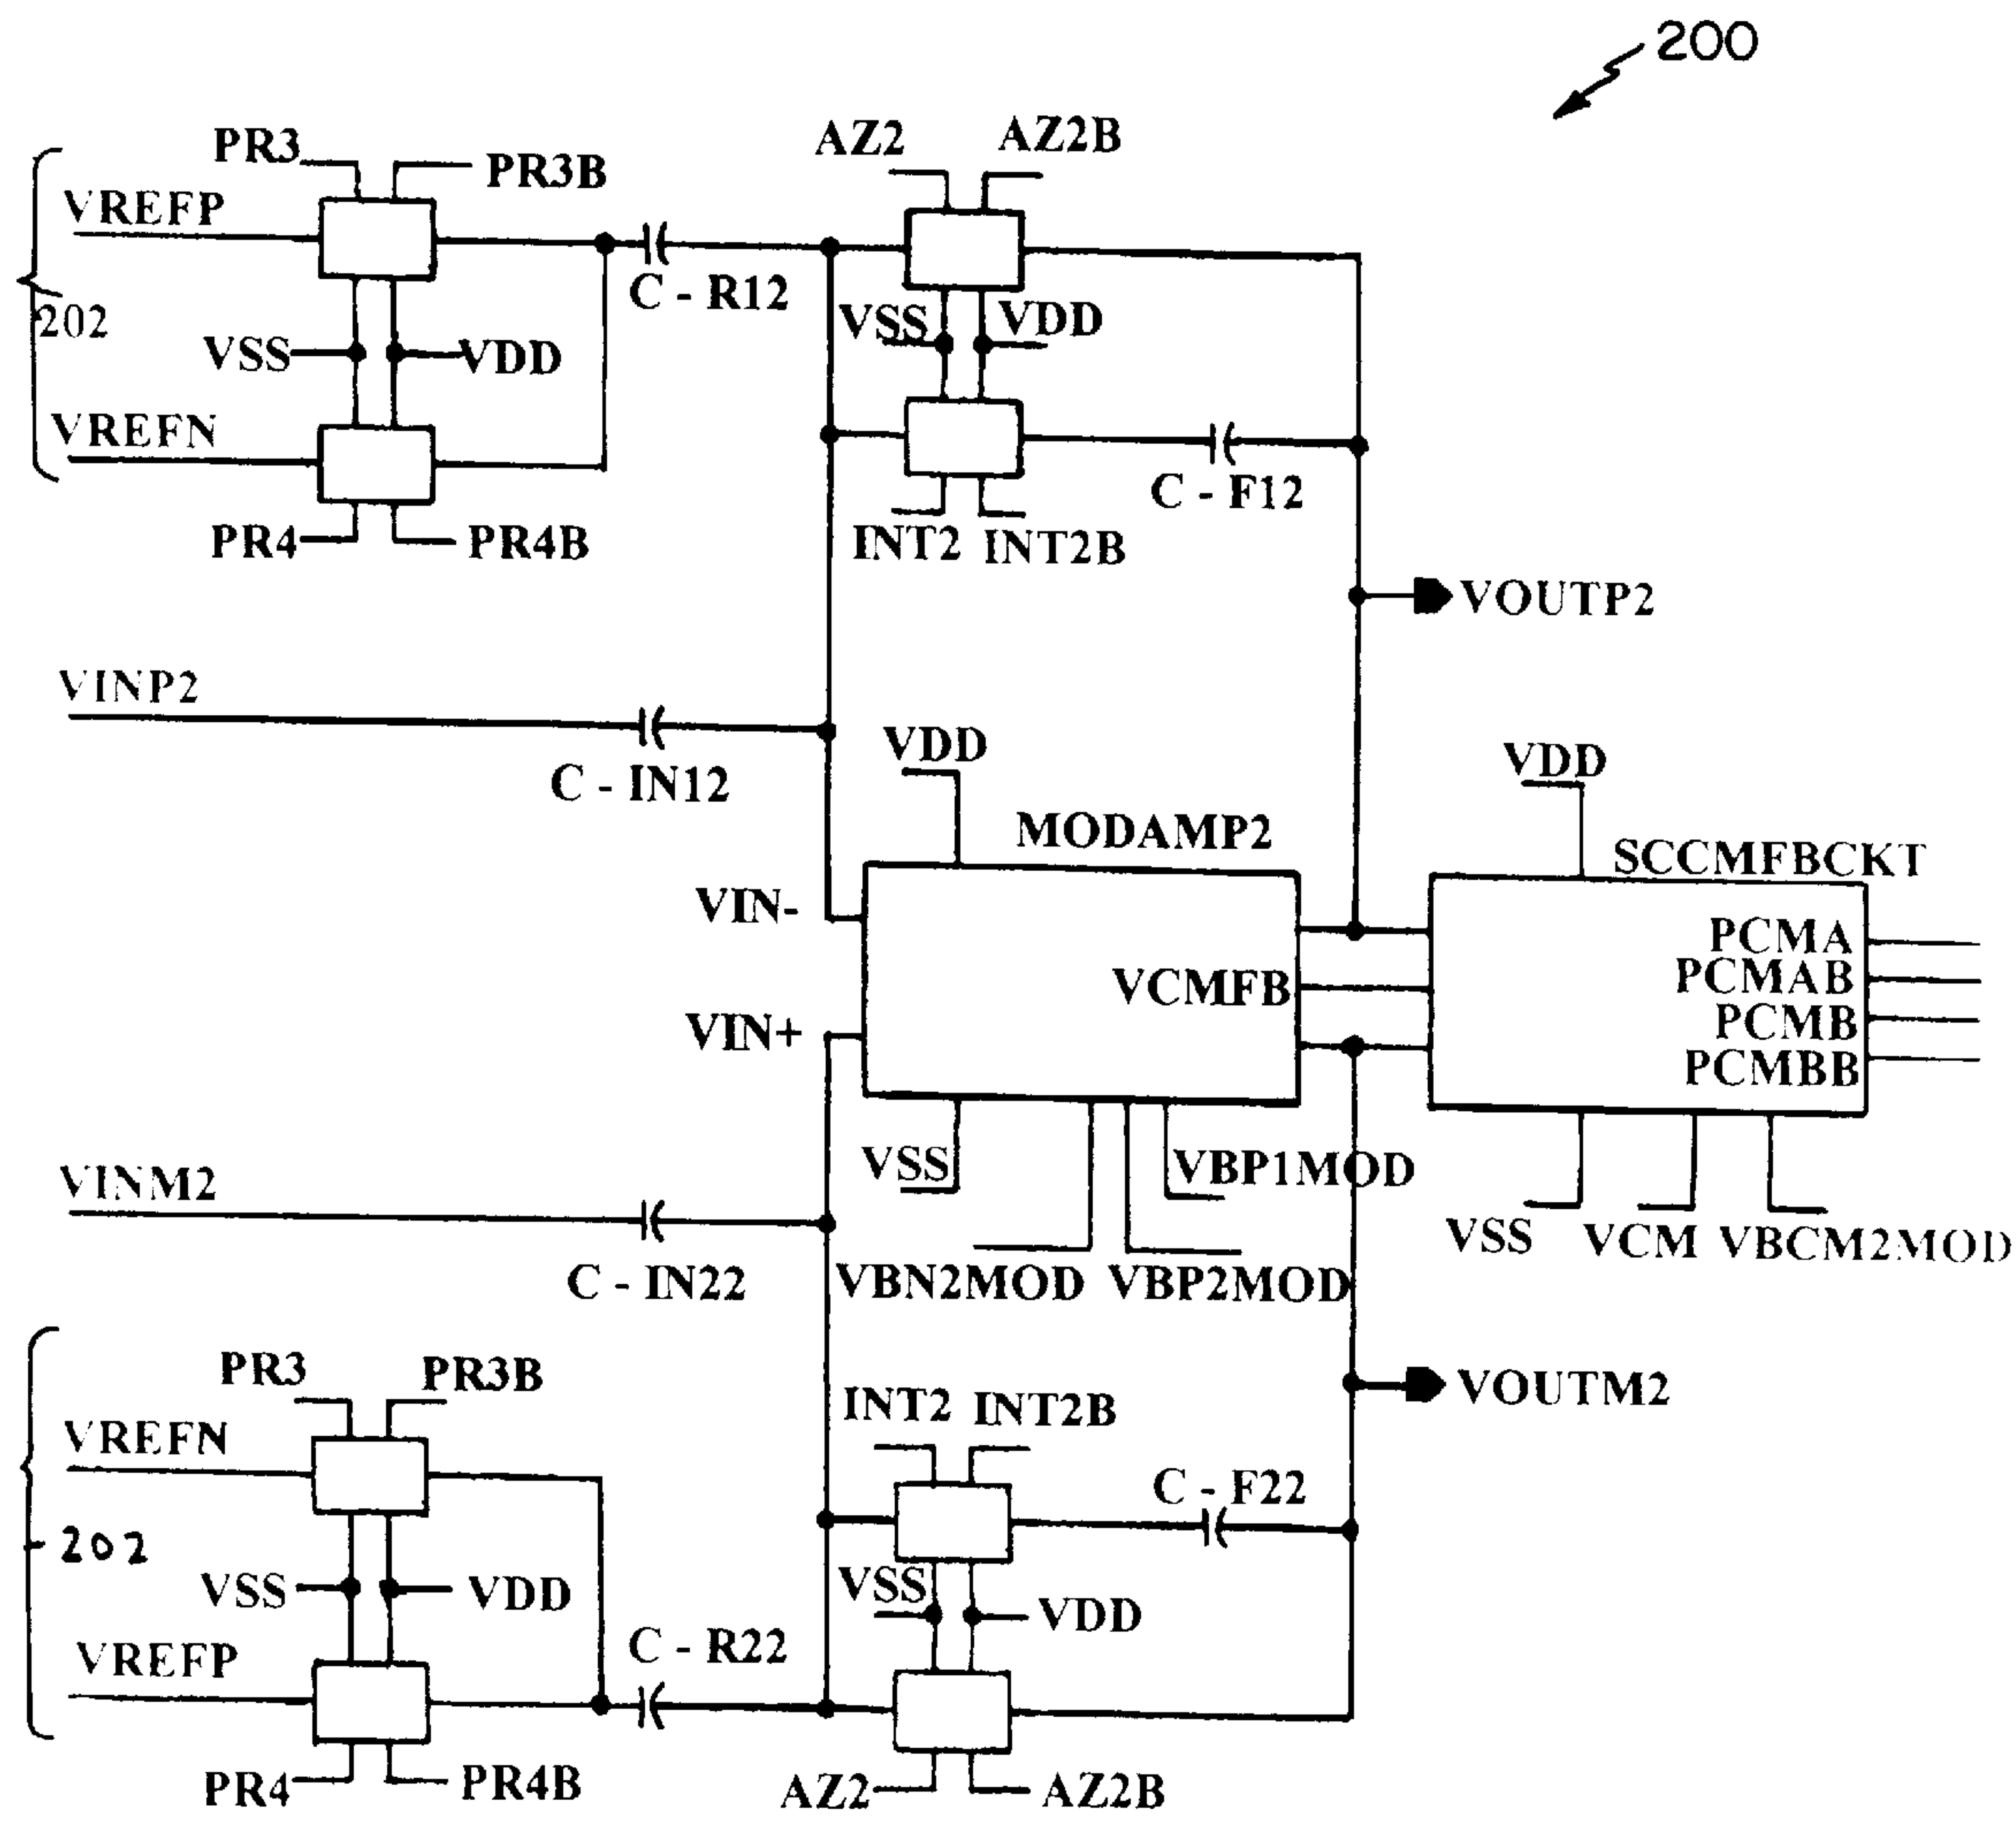 200
PR3
PR3B
AZ2
AZ2B
VREFP
C - R12
202
VSS
VDD
VSS
VDD
VREFN
C - F12
PR4
PR4B
INT2
INT2B
VOUTP2
VINP2
C - IN12
VDD
VDD
MODAMP2
SCCMFBCKT
VIN-
PCMA
PCMAB
VCMFB
PCMB
VIN+
PCMBB
VSS
VBP1MOD
VINM2
VSS
VCM
VBCM2MOD
C - IN22
VBN2MOD
VBP2MOD
PR3
PR3B
INT2
INT2B
VOUTM2
VREFN
C - F22
202
VSS
VDD
VSS
VDD
VREFP
C - R22
PR4
PR4B
AZ2
AZ2B